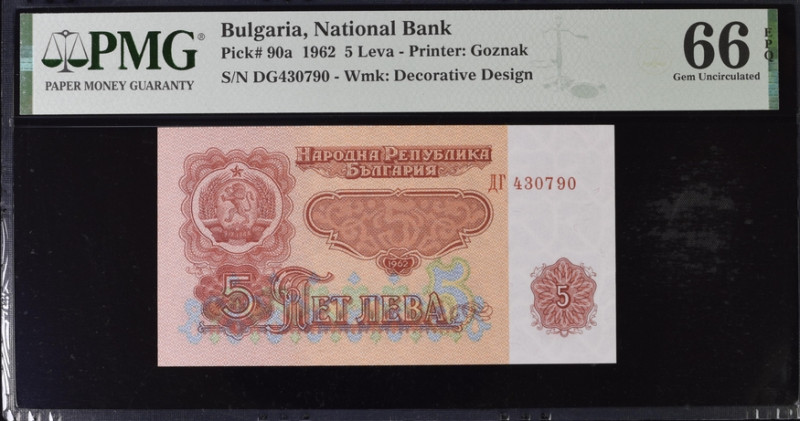 PMG
PAPER MONEY GUARANTY
Bulgaria, National Bank
Pick# 90a 1962 5 Leva - Printer: Goznak
S/N DG430790 - Wmk: Decorative Design
66 EPQ
Gem Uncirculated
НАРОДНА РЕПУБЛИКА
БЪЛГАРИЯ
ДГ 430790
1962
5 ПЕТ ЛЕВА 5
5